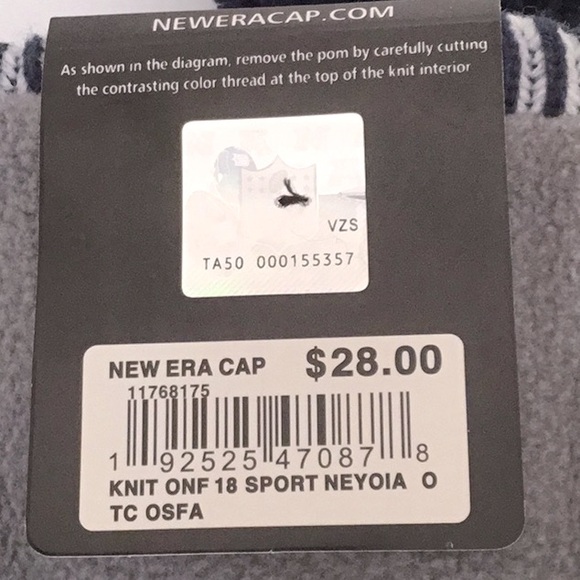 NEWERACAP.COM
As shown in the diagram, remove the pom by carefully cutting
the contrasting color thread at the top of the knit interior
VZS
TA50 000155357
NEW ERA CAP $28.00
11768175
1 92525 47087 8
KNIT ONF 18 SPORT NEYOIA O
TC OSFA